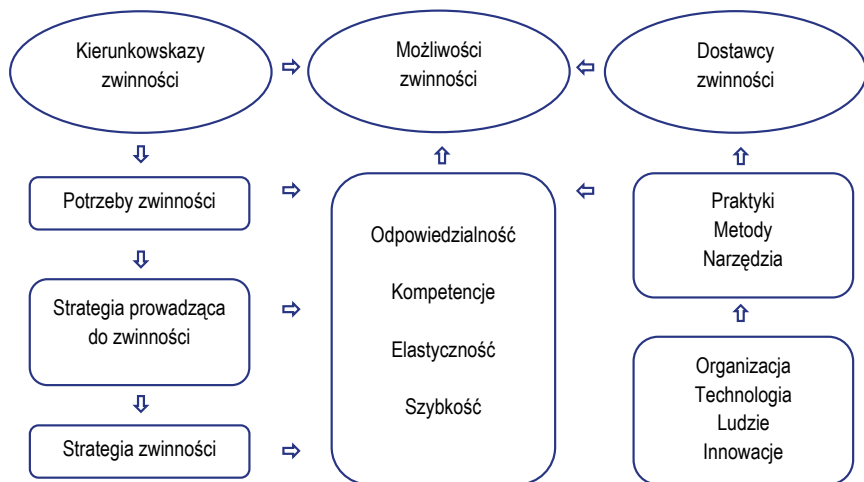 Kierunkowskazy
zwinności
Możliwości
zwinności
Dostawcy
zwinności
Potrzeby zwinności
Strategia prowadząca
do zwinności
Strategia zwinności
Odpowiedzialność
Kompetencje
Elastyczność
Szybkość
Praktyki
Metody
Narzędzia
Organizacja
Technologia
Ludzie
Innowacje